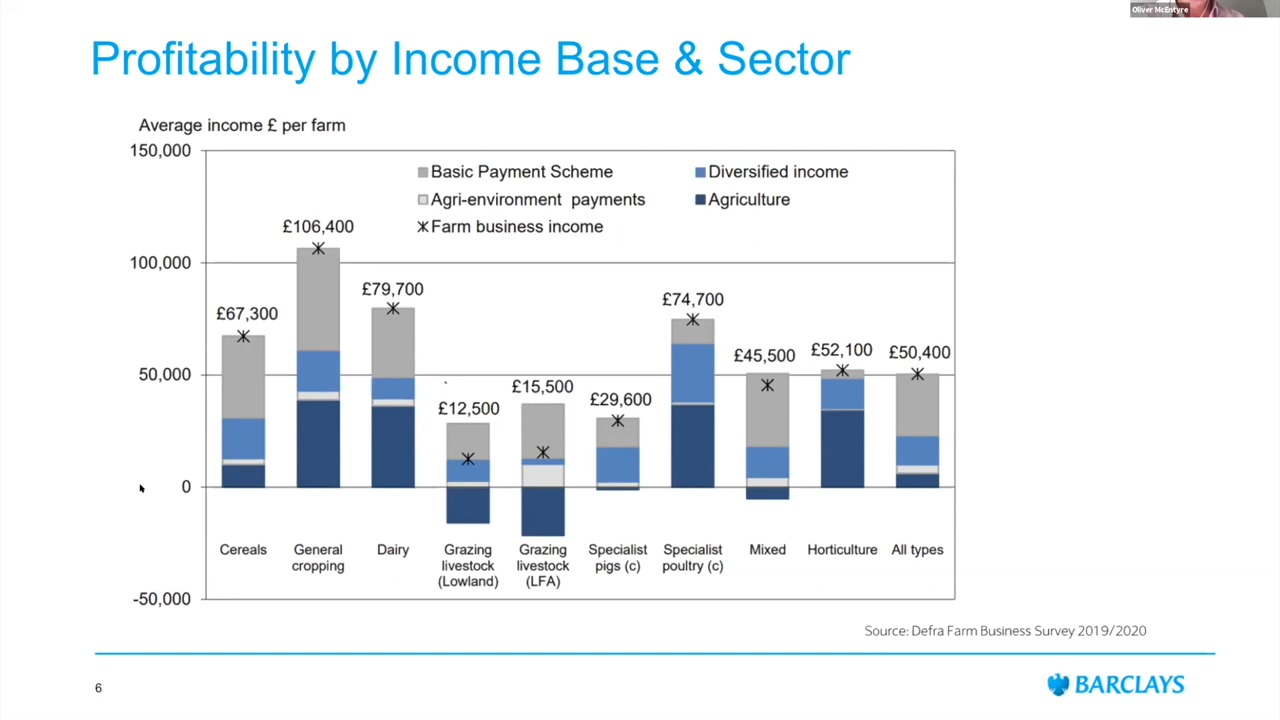 Oliver McEntyre
Profitability by Income Base & Sector
Average income £ per farm
150,000
100,000
50,000
0
-50,000
Basic Payment Scheme
Diversified income
Agri-environment payments
Agriculture
Farm business income
£67,300
£106,400
£79,700
£12,500
£15,500
£29,600
£74,700
£45,500
£52,100
£50,400
Cereals
General
cropping
Dairy
Grazing
livestock
(Lowland)
Grazing
livestock
(LFA)
Specialist
pigs (c)
Specialist
poultry (c)
Mixed
Horticulture
All types
Source: Defra Farm Business Survey 2019/2020
6
BARCLAYS